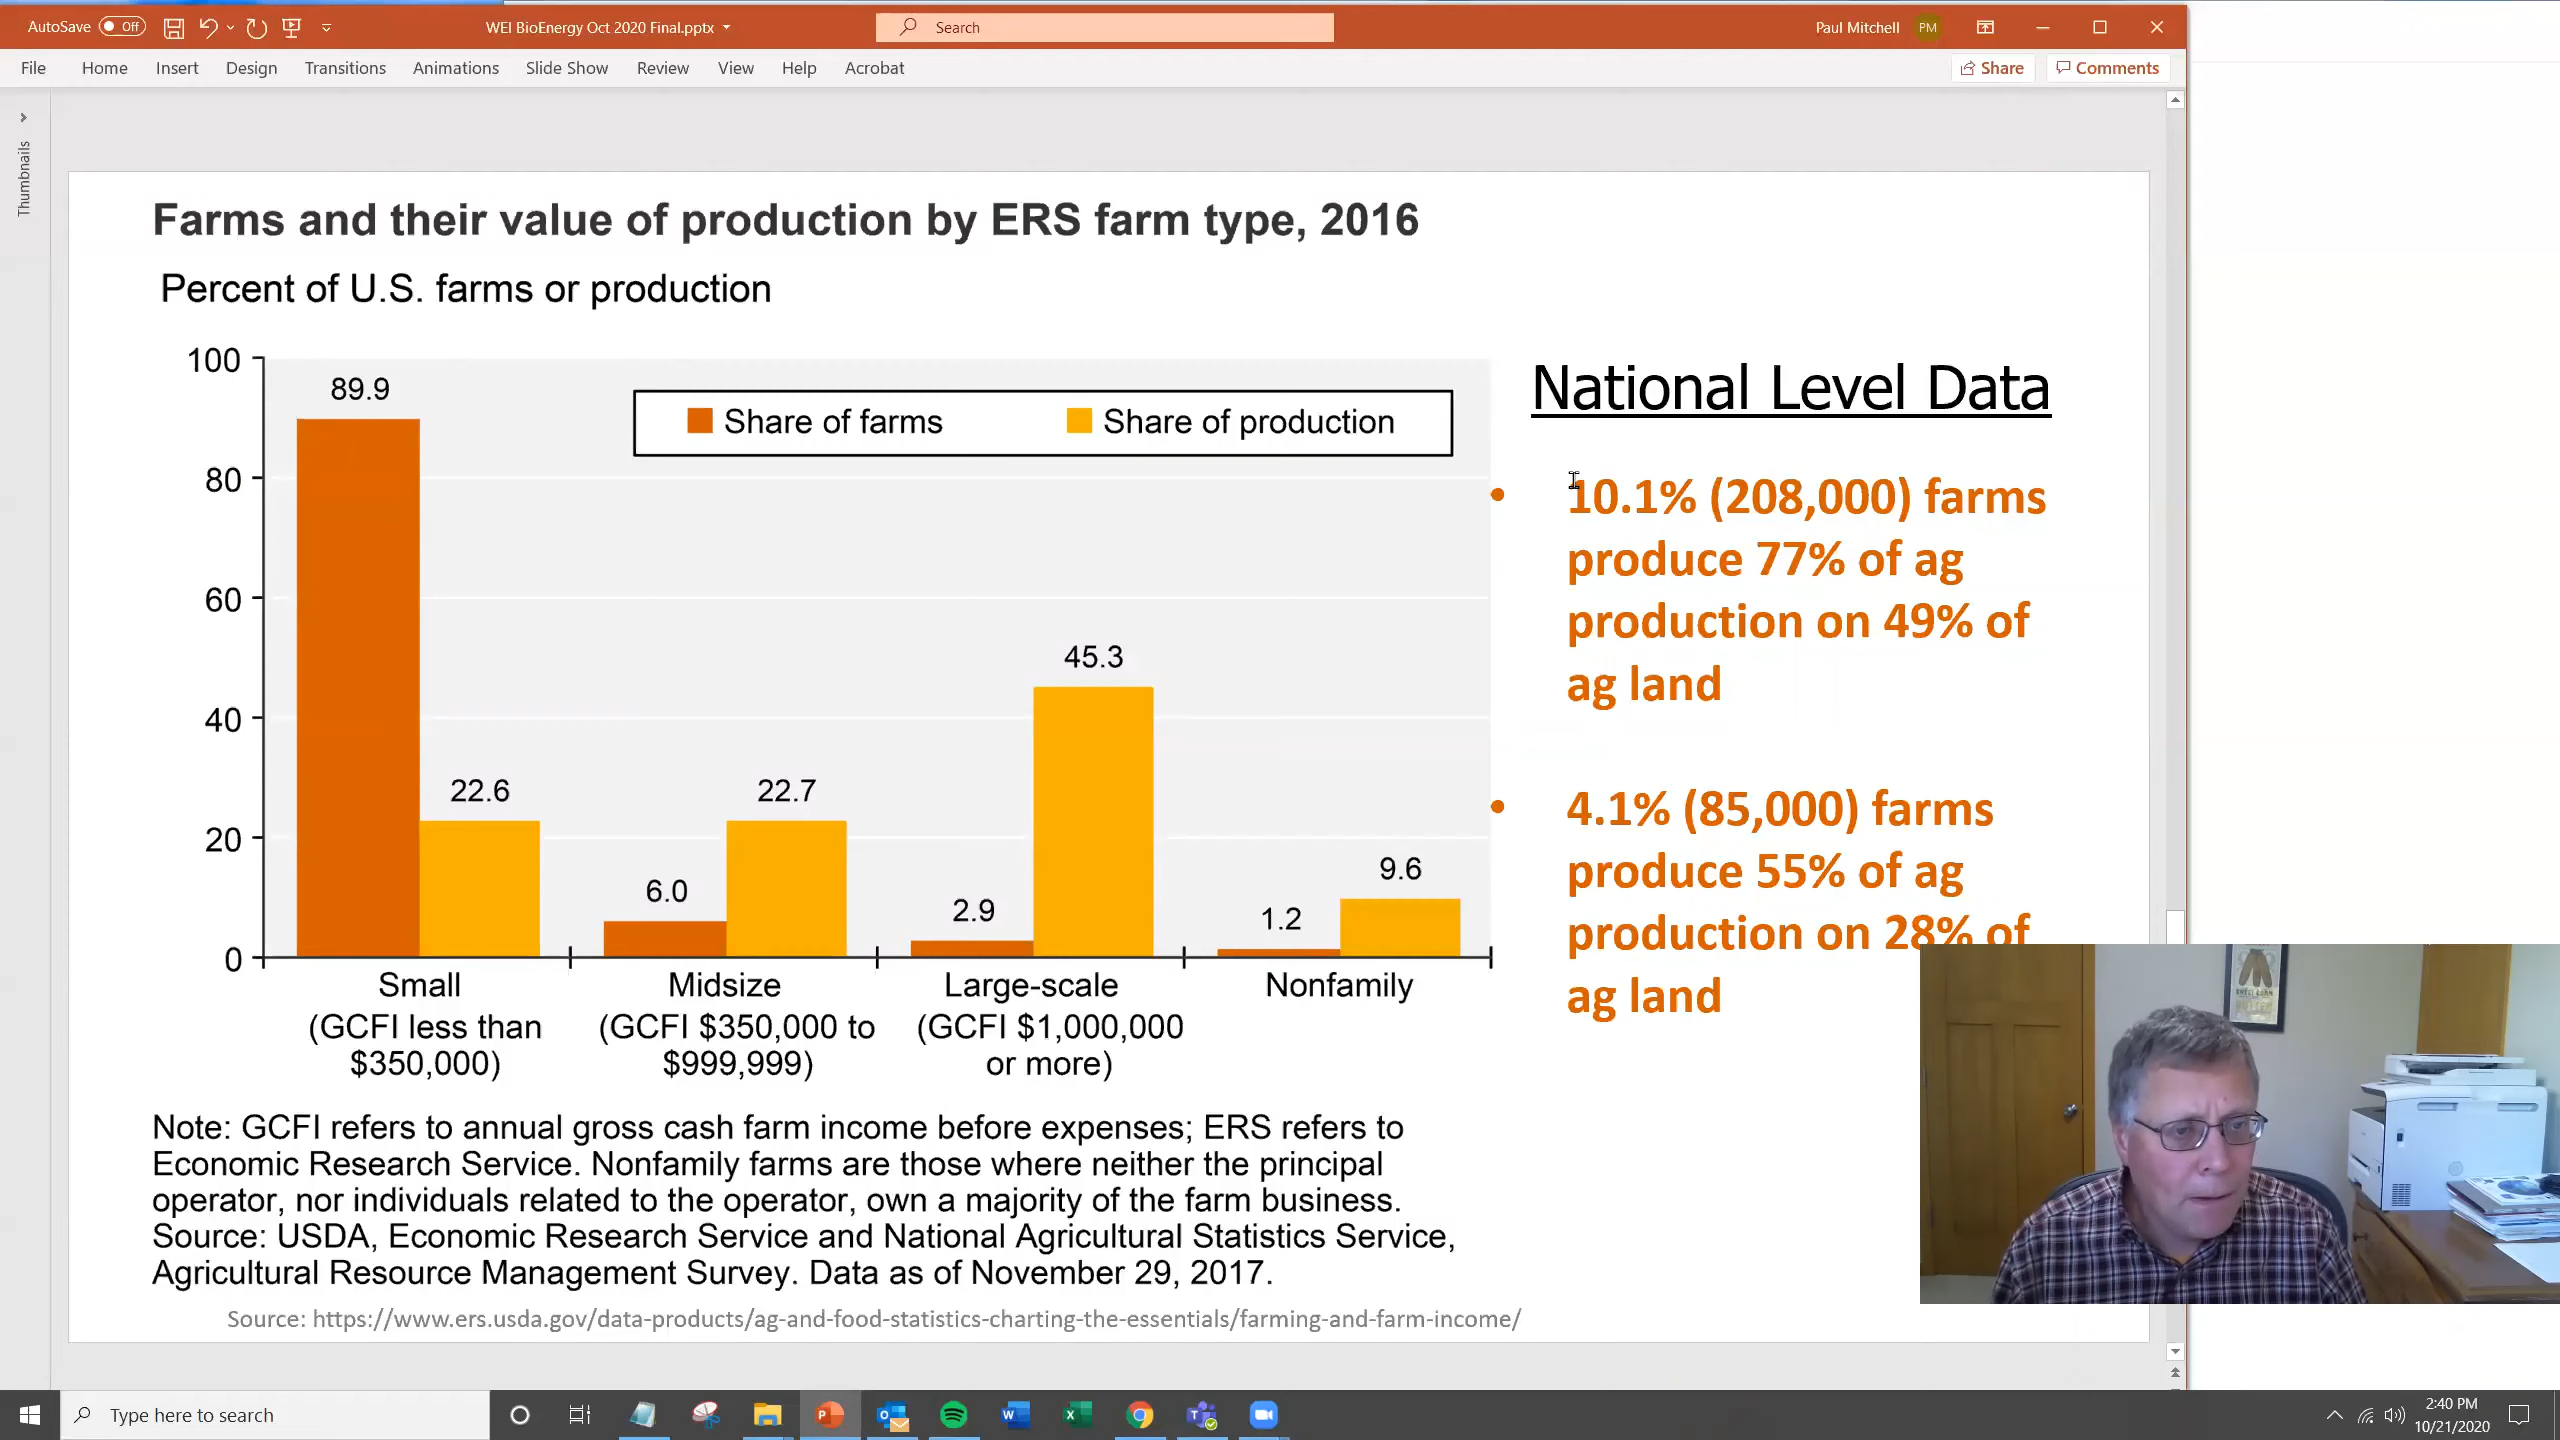 AutoSave Off
WEI BioEnergy Oct 2020 Final.pptx
Search
Paul Mitchell PM
File Home Insert Design Transitions Animations Slide Show Review View Help Acrobat
Share Comments
Thumbnails
Farms and their value of production by ERS farm type, 2016
Percent of U.S. farms or production
100
80
60
40
20
0
Share of farms Share of production
89.9
22.6
6.0
22.7
2.9
45.3
1.2
9.6
Small
(GCFI less than
$350,000)
Midsize
(GCFI $350,000 to
$999,999)
Large-scale
(GCFI $1,000,000
or more)
Nonfamily
Note: GCFI refers to annual gross cash farm income before expenses; ERS refers to
Economic Research Service. Nonfamily farms are those where neither the principal
operator, nor individuals related to the operator, own a majority of the farm business.
Source: USDA, Economic Research Service and National Agricultural Statistics Service,
Agricultural Resource Management Survey. Data as of November 29, 2017.
Source: https://www.ers.usda.gov/data-products/ag-and-food-statistics-charting-the-essentials/farming-and-farm-income/
National Level Data
• 10.1% (208,000) farms
produce 77% of ag
production on 49% of
ag land
• 4.1% (85,000) farms
produce 55% of ag
production on 28% of
ag land
Type here to search
2:40 PM
10/21/2020